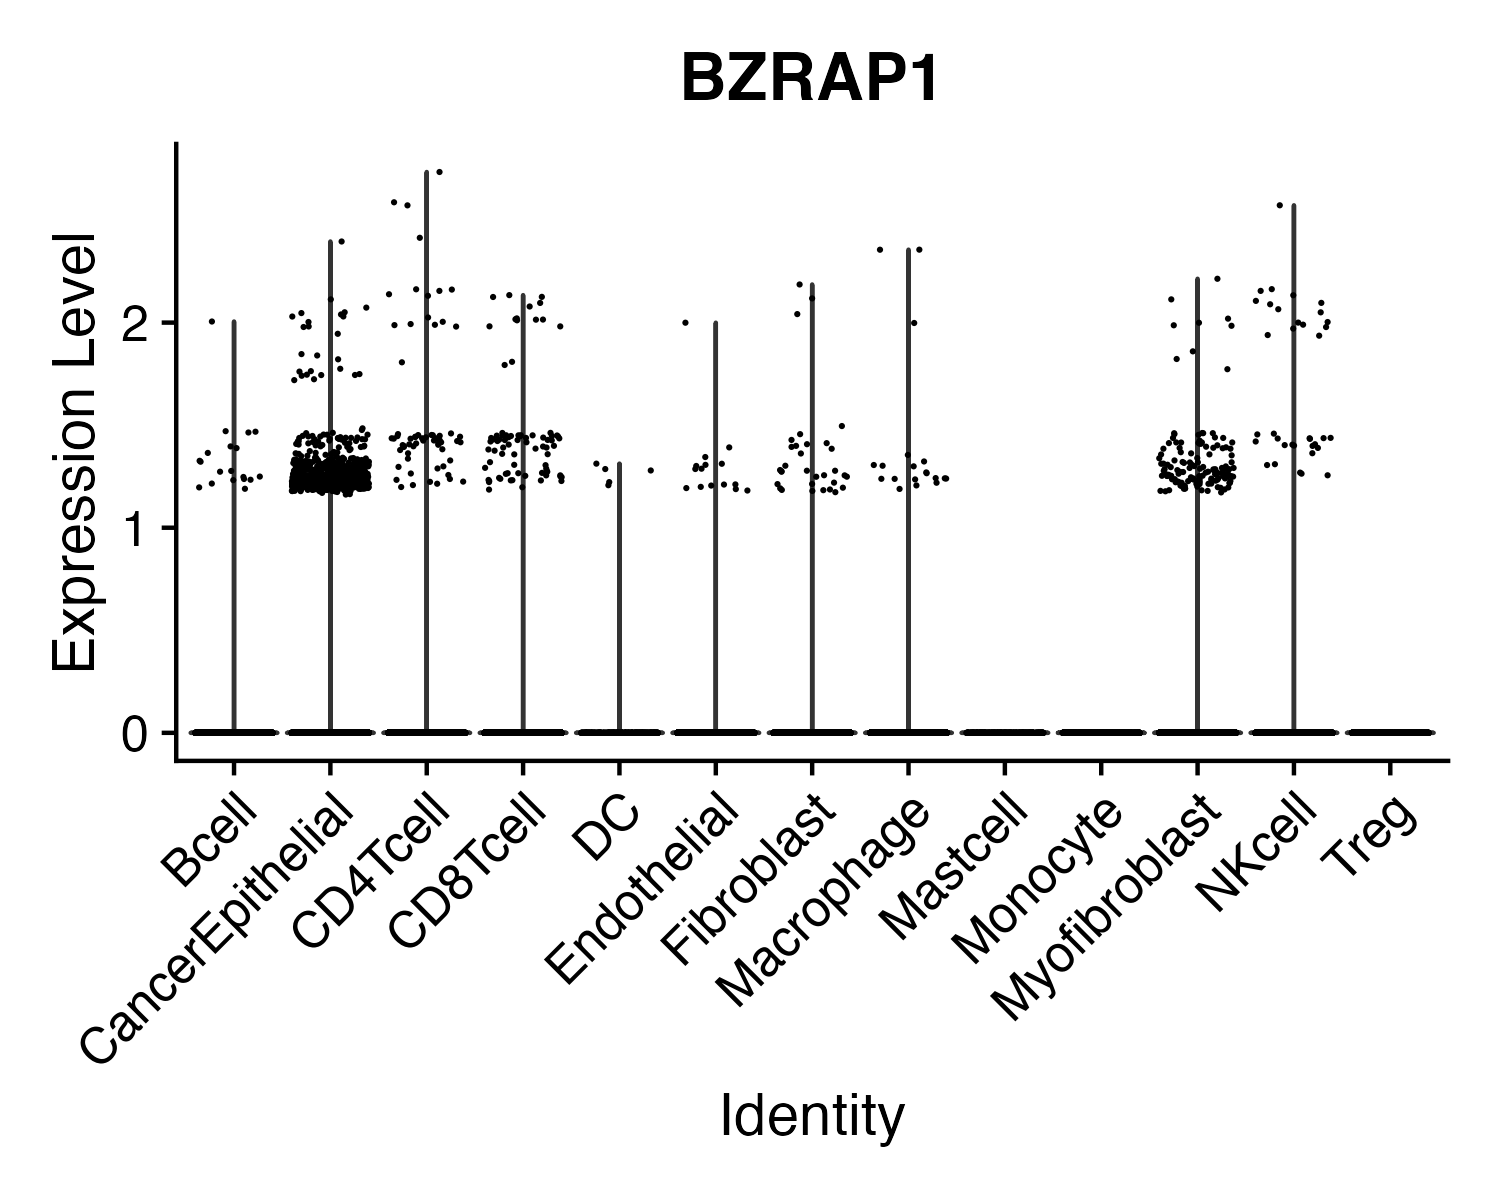 BZRAP1
Expression Level
2
1
0
Bcell
CancerEpithelial
CD4Tcell
CD8Tcell
DC
Endothelial
Fibroblast
Macrophage
Mastcell
Monocyte
Myofibroblast
NKcell
Treg
Identity